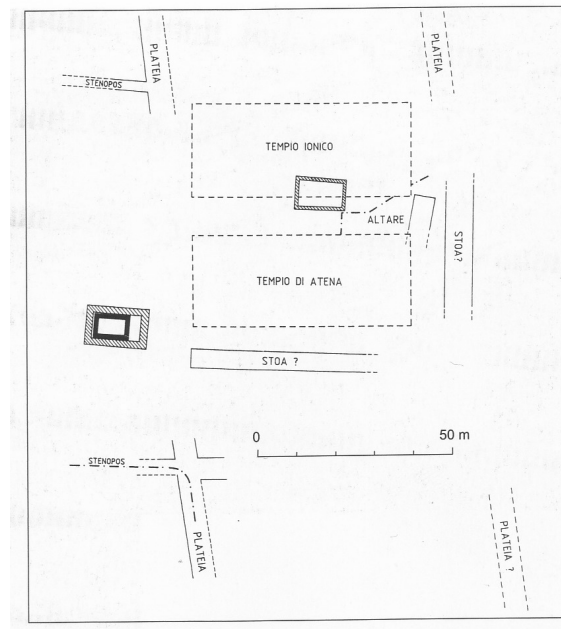 PLATEIA
PLATEIA
STENOPOS
TEMPIO IONICO
ALTARE
STOA?
TEMPIO DI ATENA
STOA ?
0 50 m
STENOPOS
PLATEIA
PLATEIA ?